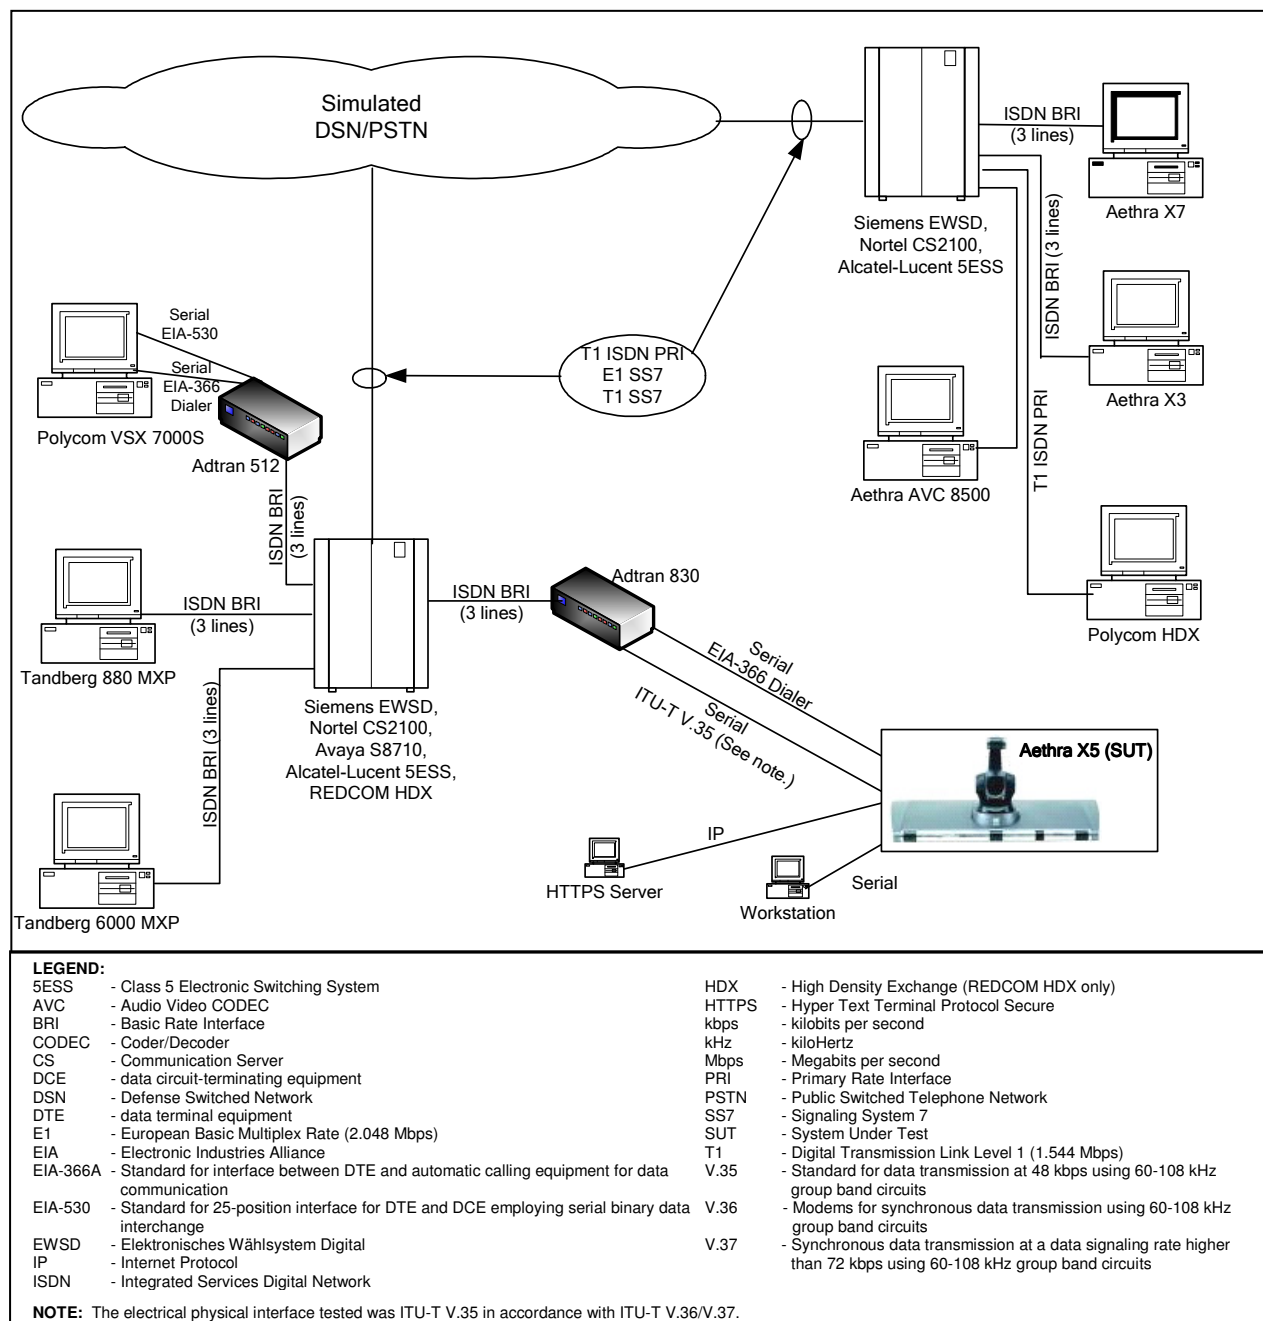 Simulated
DSN/PSTN
Siemens EWSD,
Nortel CS2100,
Alcatel-Lucent 5ESS
ISDN BRI
(3 lines)
Aethra X7
ISDN BRI (3 lines)
Aethra X3
T1 ISDN PRI
Aethra AVC 8500
Polycom HDX
T1 ISDN PRI
E1 SS7
T1 SS7
Serial
EIA-530
Serial
EIA-366
Dialer
Polycom VSX 7000S
Adtran 512
ISDN BRI
(3 lines)
ISDN BRI
(3 lines)
Tandberg 880 MXP
ISDN BRI (3 lines)
Tandberg 6000 MXP
Siemens EWSD,
Nortel CS2100,
Avaya S8710,
Alcatel-Lucent 5ESS,
REDCOM HDX
ISDN BRI
(3 lines)
Adtran 830
Serial
EIA-366 Dialer
Serial
ITU-T V.35 (See note.)
Aethra X5 (SUT)
IP
HTTPS Server
Serial
Workstation
LEGEND:
5ESS - Class 5 Electronic Switching System
AVC - Audio Video CODEC
BRI - Basic Rate Interface
CODEC - Coder/Decoder
CS - Communication Server
DCE - data circuit-terminating equipment
DSN - Defense Switched Network
DTE - data terminal equipment
E1 - European Basic Multiplex Rate (2.048 Mbps)
EIA - Electronic Industries Alliance
EIA-366A - Standard for interface between DTE and automatic calling equipment for data
communication
EIA-530 - Standard for 25-position interface for DTE and DCE employing serial binary data
interchange
EWSD - Elektronisches Wählsystem Digital
IP - Internet Protocol
ISDN - Integrated Services Digital Network
HDX - High Density Exchange (REDCOM HDX only)
HTTPS - Hyper Text Terminal Protocol Secure
kbps - kilobits per second
kHz - kiloHertz
Mbps - Megabits per second
PRI - Primary Rate Interface
PSTN - Public Switched Telephone Network
SS7 - Signaling System 7
SUT - System Under Test
T1 - Digital Transmission Link Level 1 (1.544 Mbps)
V.35 - Standard for data transmission at 48 kbps using 60-108 kHz
group band circuits
V.36 - Modems for synchronous data transmission using 60-108 kHz
group band circuits
V.37 - Synchronous data transmission at a data signaling rate higher
than 72 kbps using 60-108 kHz group band circuits
NOTE: The electrical physical interface tested was ITU-T V.35 in accordance with ITU-T V.36/V.37.